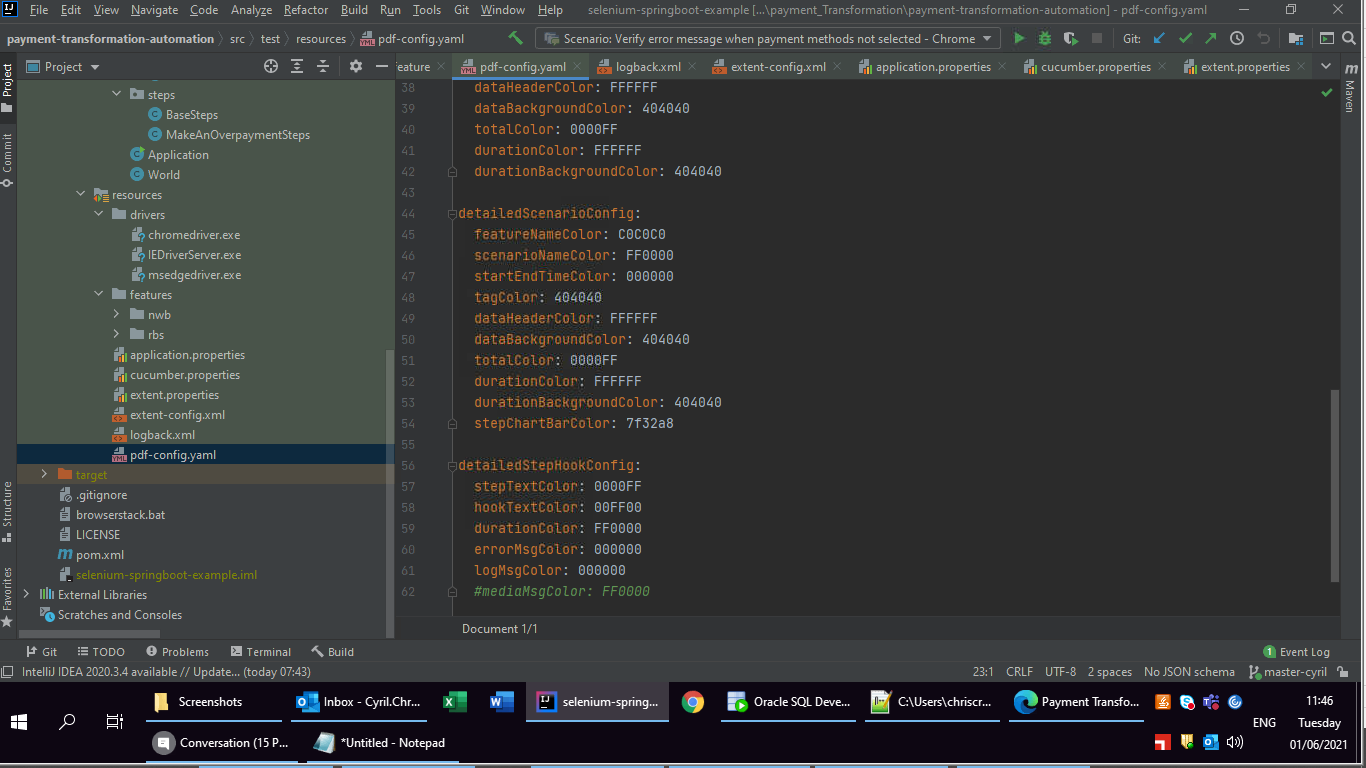 File Edit View Navigate Code Analyze Refactor Build Run Tools Git Window Help selenium-springboot-example [...\payment_Transformation\payment-transformation-automation] - pdf-config.yaml
payment-transformation-automation src test resources pdf-config.yaml Scenario: Verify error message when payment methods not selected - Chrome Git:
Project eature pdf-config.yaml logback.xml extent-config.xml application.properties cucumber.properties extent.properties
Project
Commit
Structure
Favorites
Maven
steps
BaseSteps
MakeAnOverpaymentSteps
Application
World
resources
drivers
chromedriver.exe
IEDriverServer.exe
msedgedriver.exe
features
nwb
rbs
application.properties
cucumber.properties
extent.properties
extent-config.xml
logback.xml
pdf-config.yaml
target
.gitignore
browserstack.bat
LICENSE
pom.xml
selenium-springboot-example.iml
External Libraries
Scratches and Consoles
38 dataHeaderColor: FFFFFF
39 dataBackgroundColor: 404040
40 totalColor: 0000FF
41 durationColor: FFFFFF
42 durationBackgroundColor: 404040
43
44 detailedScenarioConfig:
45 featureNameColor: C0C0C0
46 scenarioNameColor: FF0000
47 startEndTimeColor: 000000
48 tagColor: 404040
49 dataHeaderColor: FFFFFF
50 dataBackgroundColor: 404040
51 totalColor: 0000FF
52 durationColor: FFFFFF
53 durationBackgroundColor: 404040
54 stepChartBarColor: 7f32a8
55
56 detailedStepHookConfig:
57 stepTextColor: 0000FF
58 hookTextColor: 00FF00
59 durationColor: FF0000
60 errorMsgColor: 000000
61 logMsgColor: 000000
62 #mediaMsgColor: FF0000
Document 1/1
Git TODO Problems Terminal Build 1 Event Log
IntelliJ IDEA 2020.3.4 available // Update... (today 07:43) 23:1 CRLF UTF-8 2 spaces No JSON schema master-cyril
Screenshots Inbox - Cyril.Chr... selenium-spring... Oracle SQL Deve... C:\Users\chriscr... Payment Transfo... 11:46
ENG Tuesday
Conversation (15 P... *Untitled - Notepad 01/06/2021